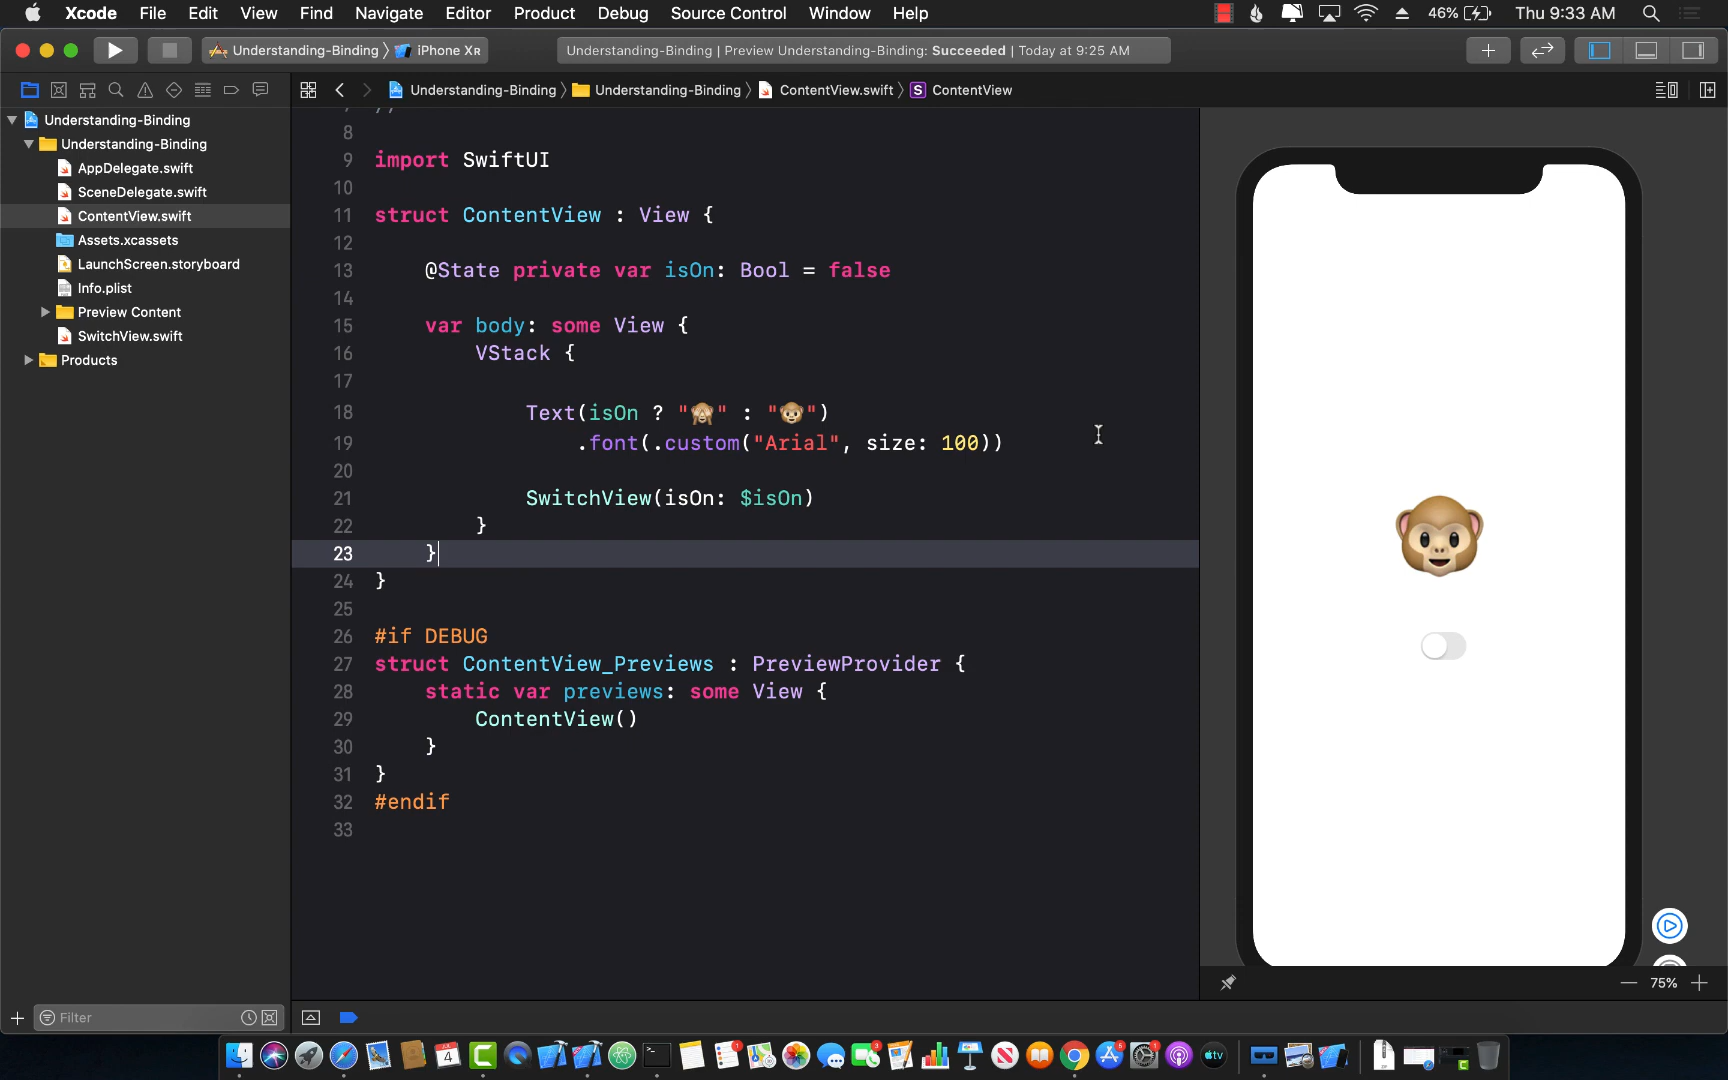 Xcode File Edit View Find Navigate Editor Product Debug Source Control Window Help 46% Thu 9:33 AM
Understanding-Binding iPhone XR Understanding-Binding | Preview Understanding-Binding: Succeeded | Today at 9:25 AM
Understanding-Binding Understanding-Binding ContentView.swift S ContentView
Understanding-Binding
Understanding-Binding
AppDelegate.swift
SceneDelegate.swift
ContentView.swift
Assets.xcassets
LaunchScreen.storyboard
Info.plist
Preview Content
SwitchView.swift
Products
Filter
8
9 import SwiftUI
10
11 struct ContentView : View {
12
13 @State private var isOn: Bool = false
14
15 var body: some View {
16 VStack {
17
18 Text(isOn ? "🙈" : "🐵")
19 .font(.custom("Arial", size: 100))
20
21 SwitchView(isOn: $isOn)
22 }
23 }
24 }
25
26 #if DEBUG
27 struct ContentView_Previews : PreviewProvider {
28 static var previews: some View {
29 ContentView()
30 }
31 }
32 #endif
33
75%